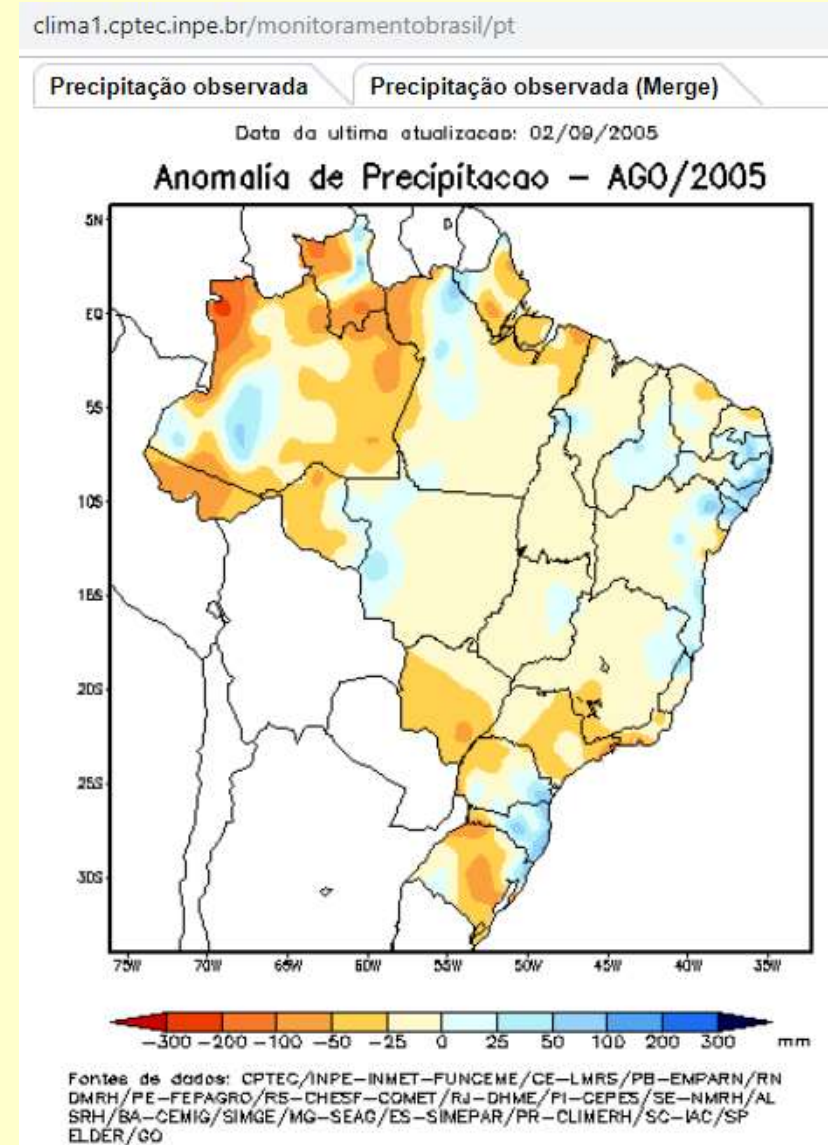 clima1.cptec.inpe.br/monitoramentobrasil/pt
Precipitação observada Precipitação observada (Merge)
Data da ultima atualizacao: 02/09/2005
Anomalia de Precipitacao – AGO/2005
5N
EQ
5S
10S
15S
20S
25S
30S
75W 70W 65W 60W 55W 50W 45W 40W 35W
-300 -200 -100 -50 -25 0 25 50 100 200 300 mm
Fontes de dados: CPTEC/INPE-INMET-FUNCEME/CE-LMRS/PB-EMPARN/RN
DMRH/PE-FEPAGRO/RS-CHESF-COMET/RJ-DHME/PI-CEPES/SE-NMRH/AL
SRH/BA-CEMIG/SIMGE/MG-SEAG/ES-SIMEPAR/PR-CLIMERH/SC-IAC/SP
ELDER/GO